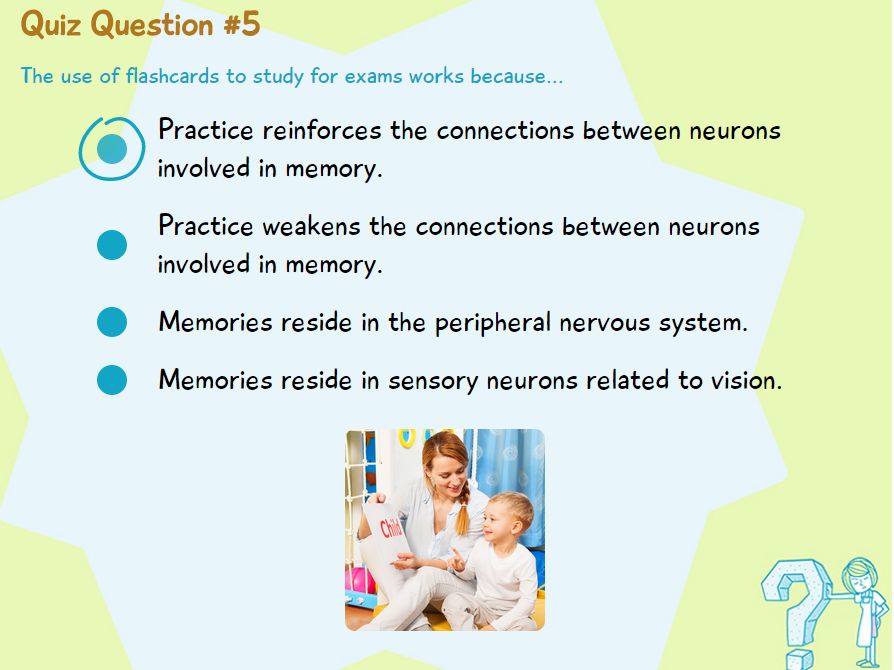 Quiz Question #5
The use of flashcards to study for exams works because...
Practice reinforces the connections between neurons
involved in memory.
Practice weakens the connections between neurons
involved in memory.
Memories reside in the peripheral nervous system.
Memories reside in sensory neurons related to vision.
Child
?